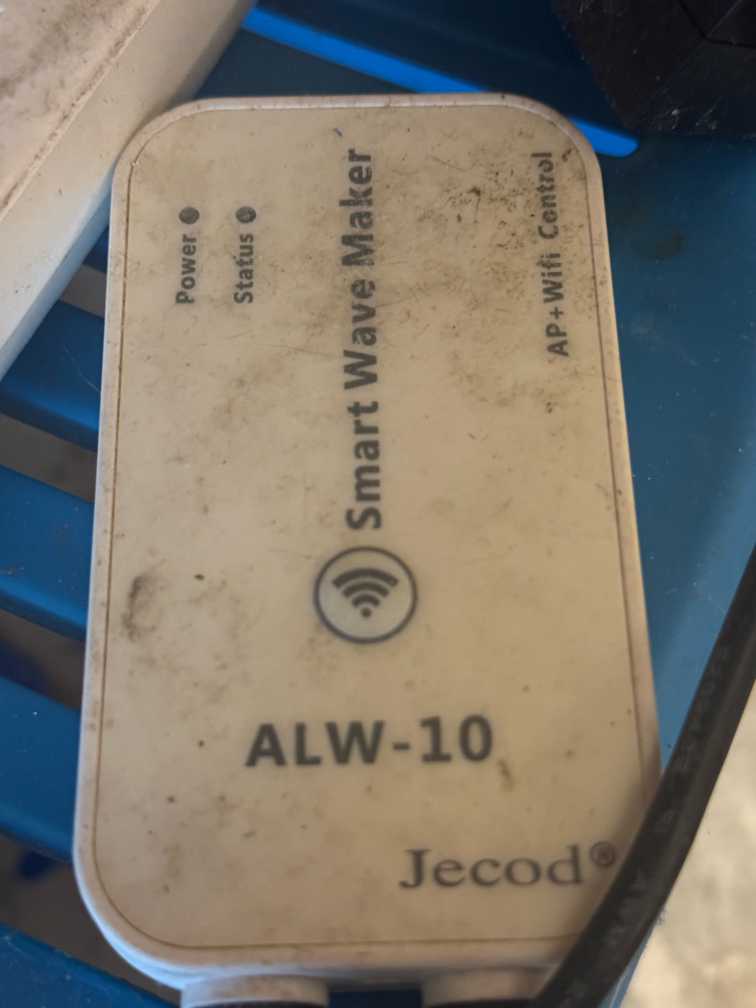 Power
Status
Smart Wave Maker
AP+Wifi Control
ALW-10
Jecod®